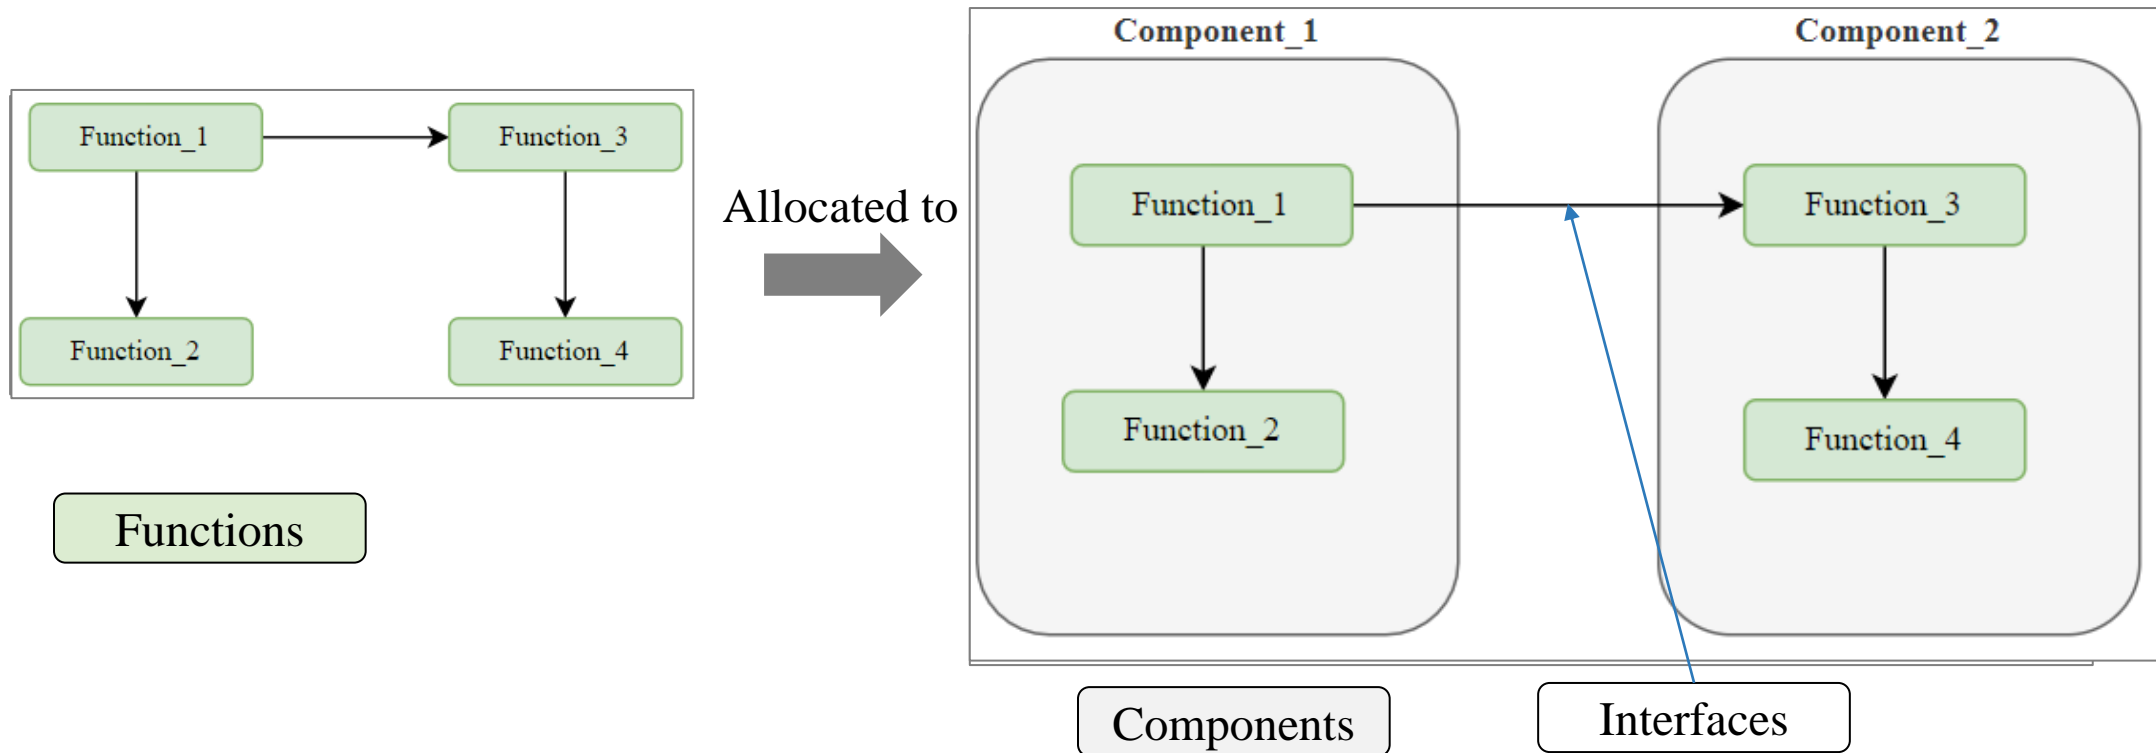 Function_1
Function_3
Function_2
Function_4
Functions
Allocated to
Component_1
Component_2
Function_1
Function_3
Function_2
Function_4
Components
Interfaces